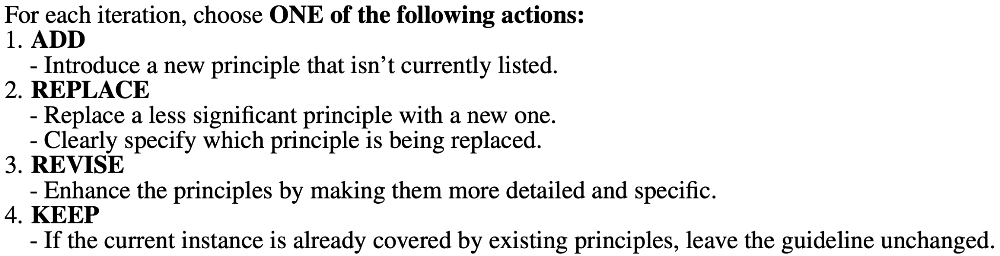 For each iteration, choose ONE of the following actions:
1. ADD
- Introduce a new principle that isn’t currently listed.
2. REPLACE
- Replace a less significant principle with a new one.
- Clearly specify which principle is being replaced.
3. REVISE
- Enhance the principles by making them more detailed and specific.
4. KEEP
- If the current instance is already covered by existing principles, leave the guideline unchanged.